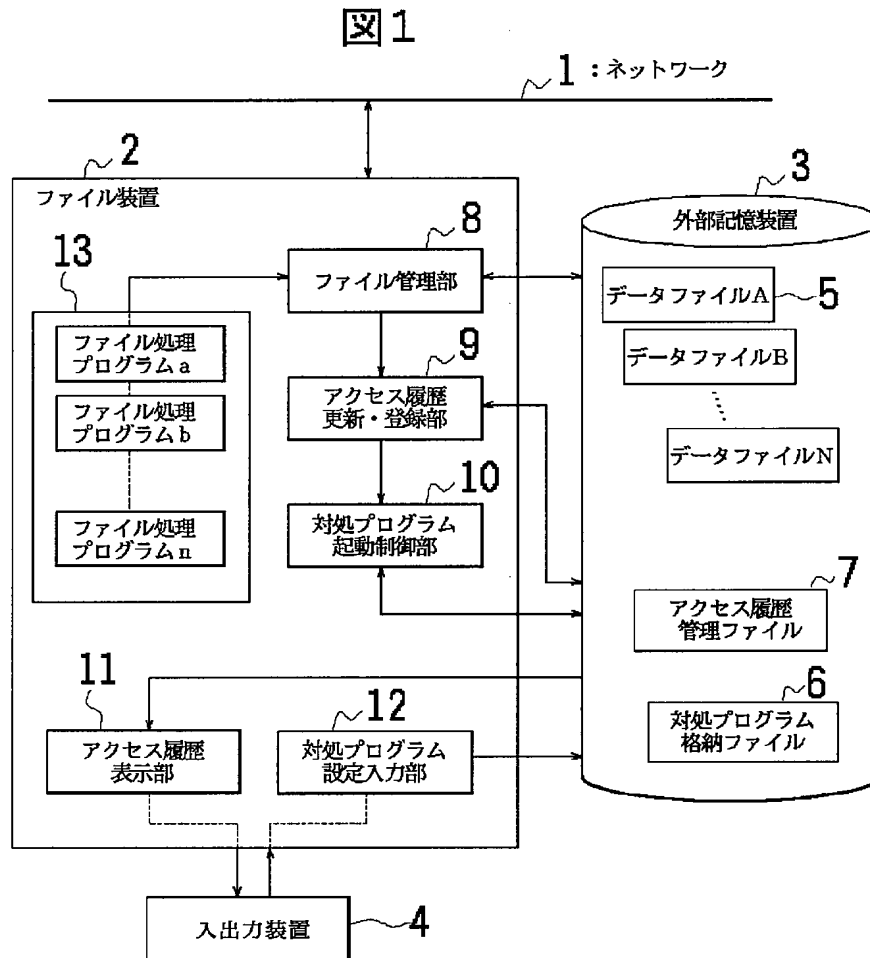 図1
1:ネットワーク
2
ファイル装置
3
外部記憶装置
8
ファイル管理部
13
データファイルA
5
ファイル処理
プログラムa
データファイルB
9
アクセス履歴
更新・登録部
ファイル処理
プログラムb
データファイルN
10
対処プログラム
起動制御部
ファイル処理
プログラムn
7
アクセス履歴
管理ファイル
11
アクセス履歴
表示部
12
対処プログラム
設定入力部
6
対処プログラム
格納ファイル
入出力装置
4